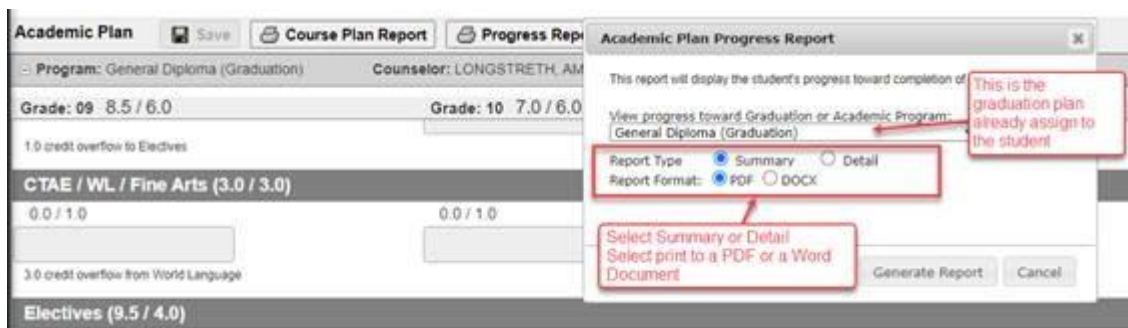 Academic Plan
Save
Course Plan Report
Progress Repo
Program: General Diploma (Graduation)
Counselor: LONGSTRETH, AM
Grade: 09 8.5 / 6.0
Grade: 10 7.0 / 6.0
1.0 credit overflow to Electives
CTAE / WL / Fine Arts (3.0 / 3.0)
0.0 / 1.0
0.0 / 1.0
3.0 credit overflow from World Language
Electives (9.5 / 4.0)
Academic Plan Progress Report
This report will display the student's progress toward completion of
View progress toward Graduation or Academic Program:
General Diploma (Graduation)
This is the
graduation plan
already assign to
the student
Report Type Summary Detail
Report Format: PDF DOCX
Select Summary or Detail
Select print to a PDF or a Word
Document
Generate Report
Cancel